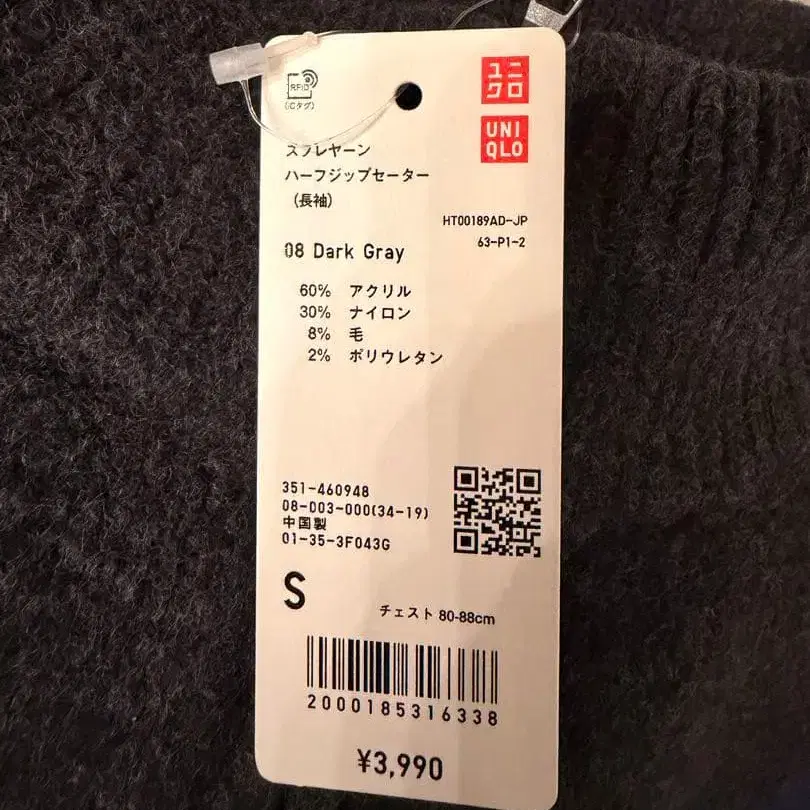 RFID
(ICタグ)
ユニ
クロ
UNI
QLO
スフレヤーン
ハーフジップセーター
(長袖)
HT00189AD-JP
63-P1-2
08 Dark Gray
60% アクリル
30% ナイロン
8% 毛
2% ポリウレタン
351-460948
08-003-000(34-19)
中国製
01-35-3F043G
S
チェスト 80-88cm
2000185316338
¥3,990